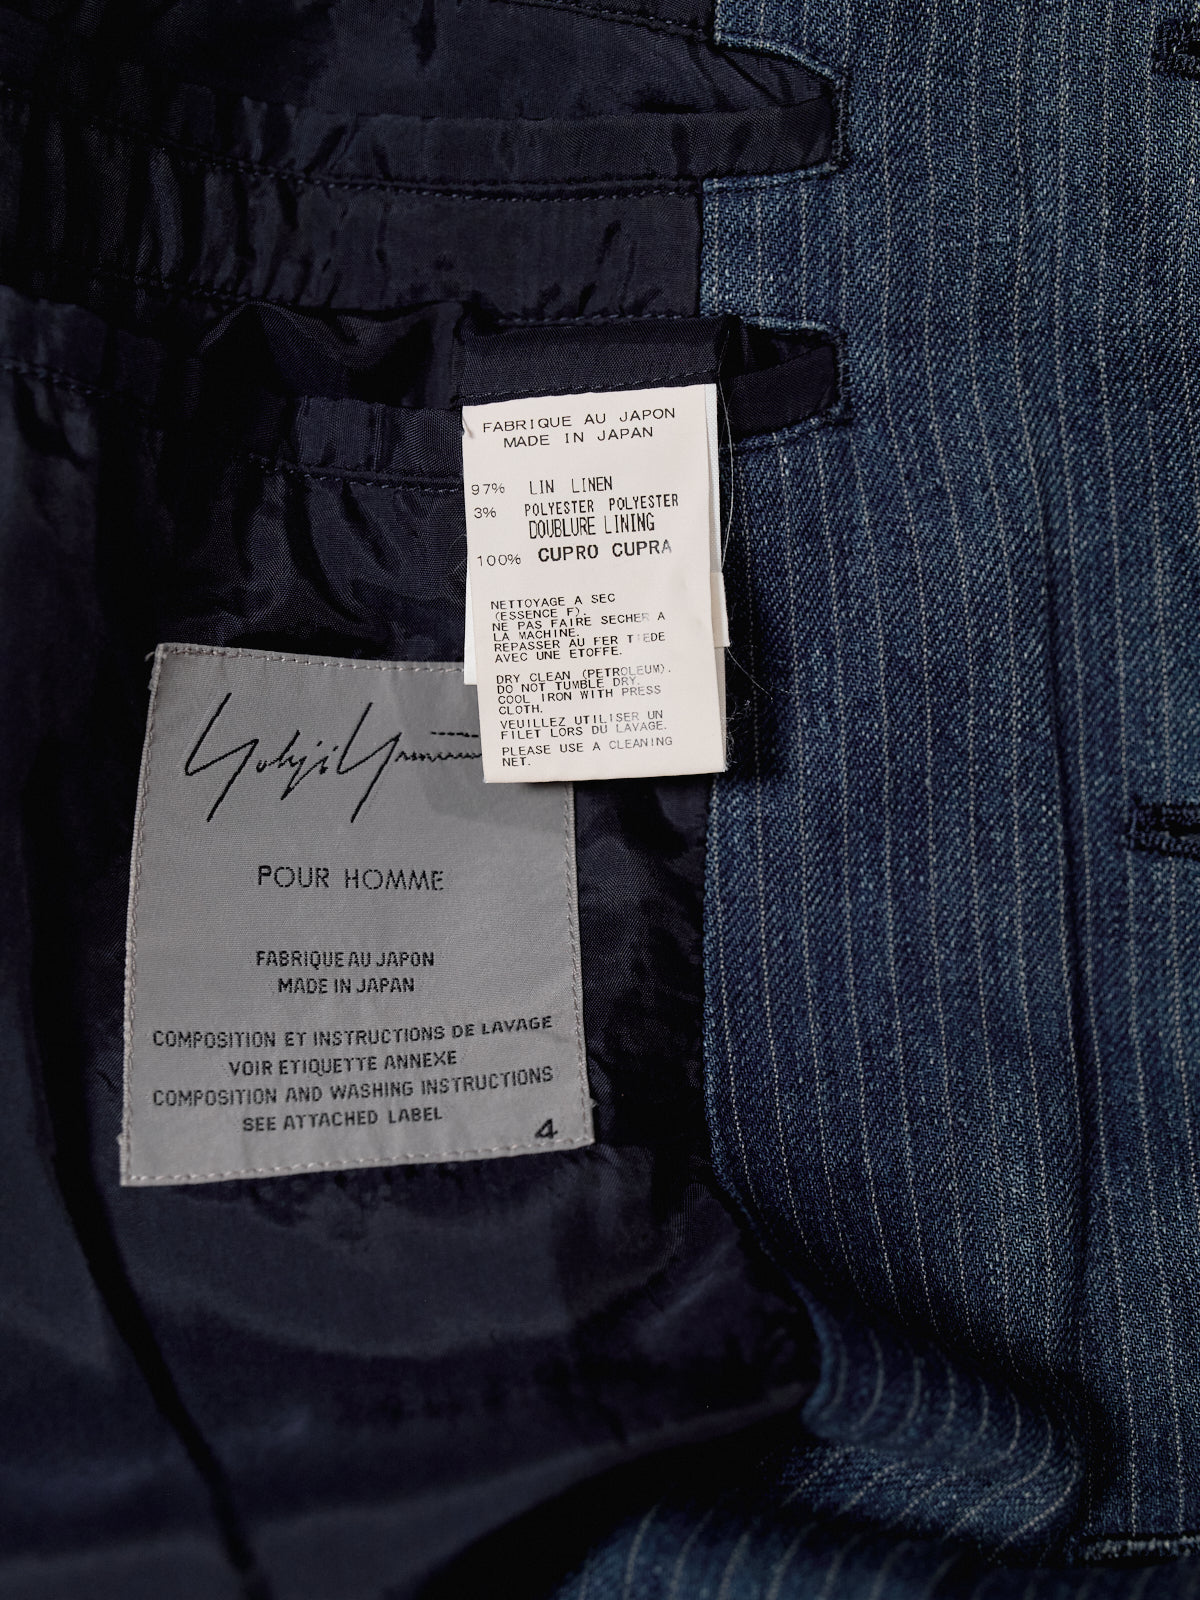 FABRIQUE AU JAPON
MADE IN JAPAN
97% LIN LINEN
3% POLYESTER POLYESTER
DOUBLURE LINING
100% CUPRO CUPRA
NETTOYAGE A SEC
(ESSENCE F).
NE PAS FAIRE SECHER A
LA MACHINE.
REPASSER AU FER TIEDE
AVEC UNE ETOFFE.
DRY CLEAN (PETROLEUM).
DO NOT TUMBLE DRY.
COOL IRON WITH PRESS
CLOTH.
VEUILLEZ UTILISER UN
FILET LORS DU LAVAGE.
PLEASE USE A CLEANING
NET.
Yohji
POUR HOMME
FABRIQUE AU JAPON
MADE IN JAPAN
COMPOSITION ET INSTRUCTIONS DE LAVAGE
VOIR ETIQUETTE ANNEXE
COMPOSITION AND WASHING INSTRUCTIONS
SEE ATTACHED LABEL
4